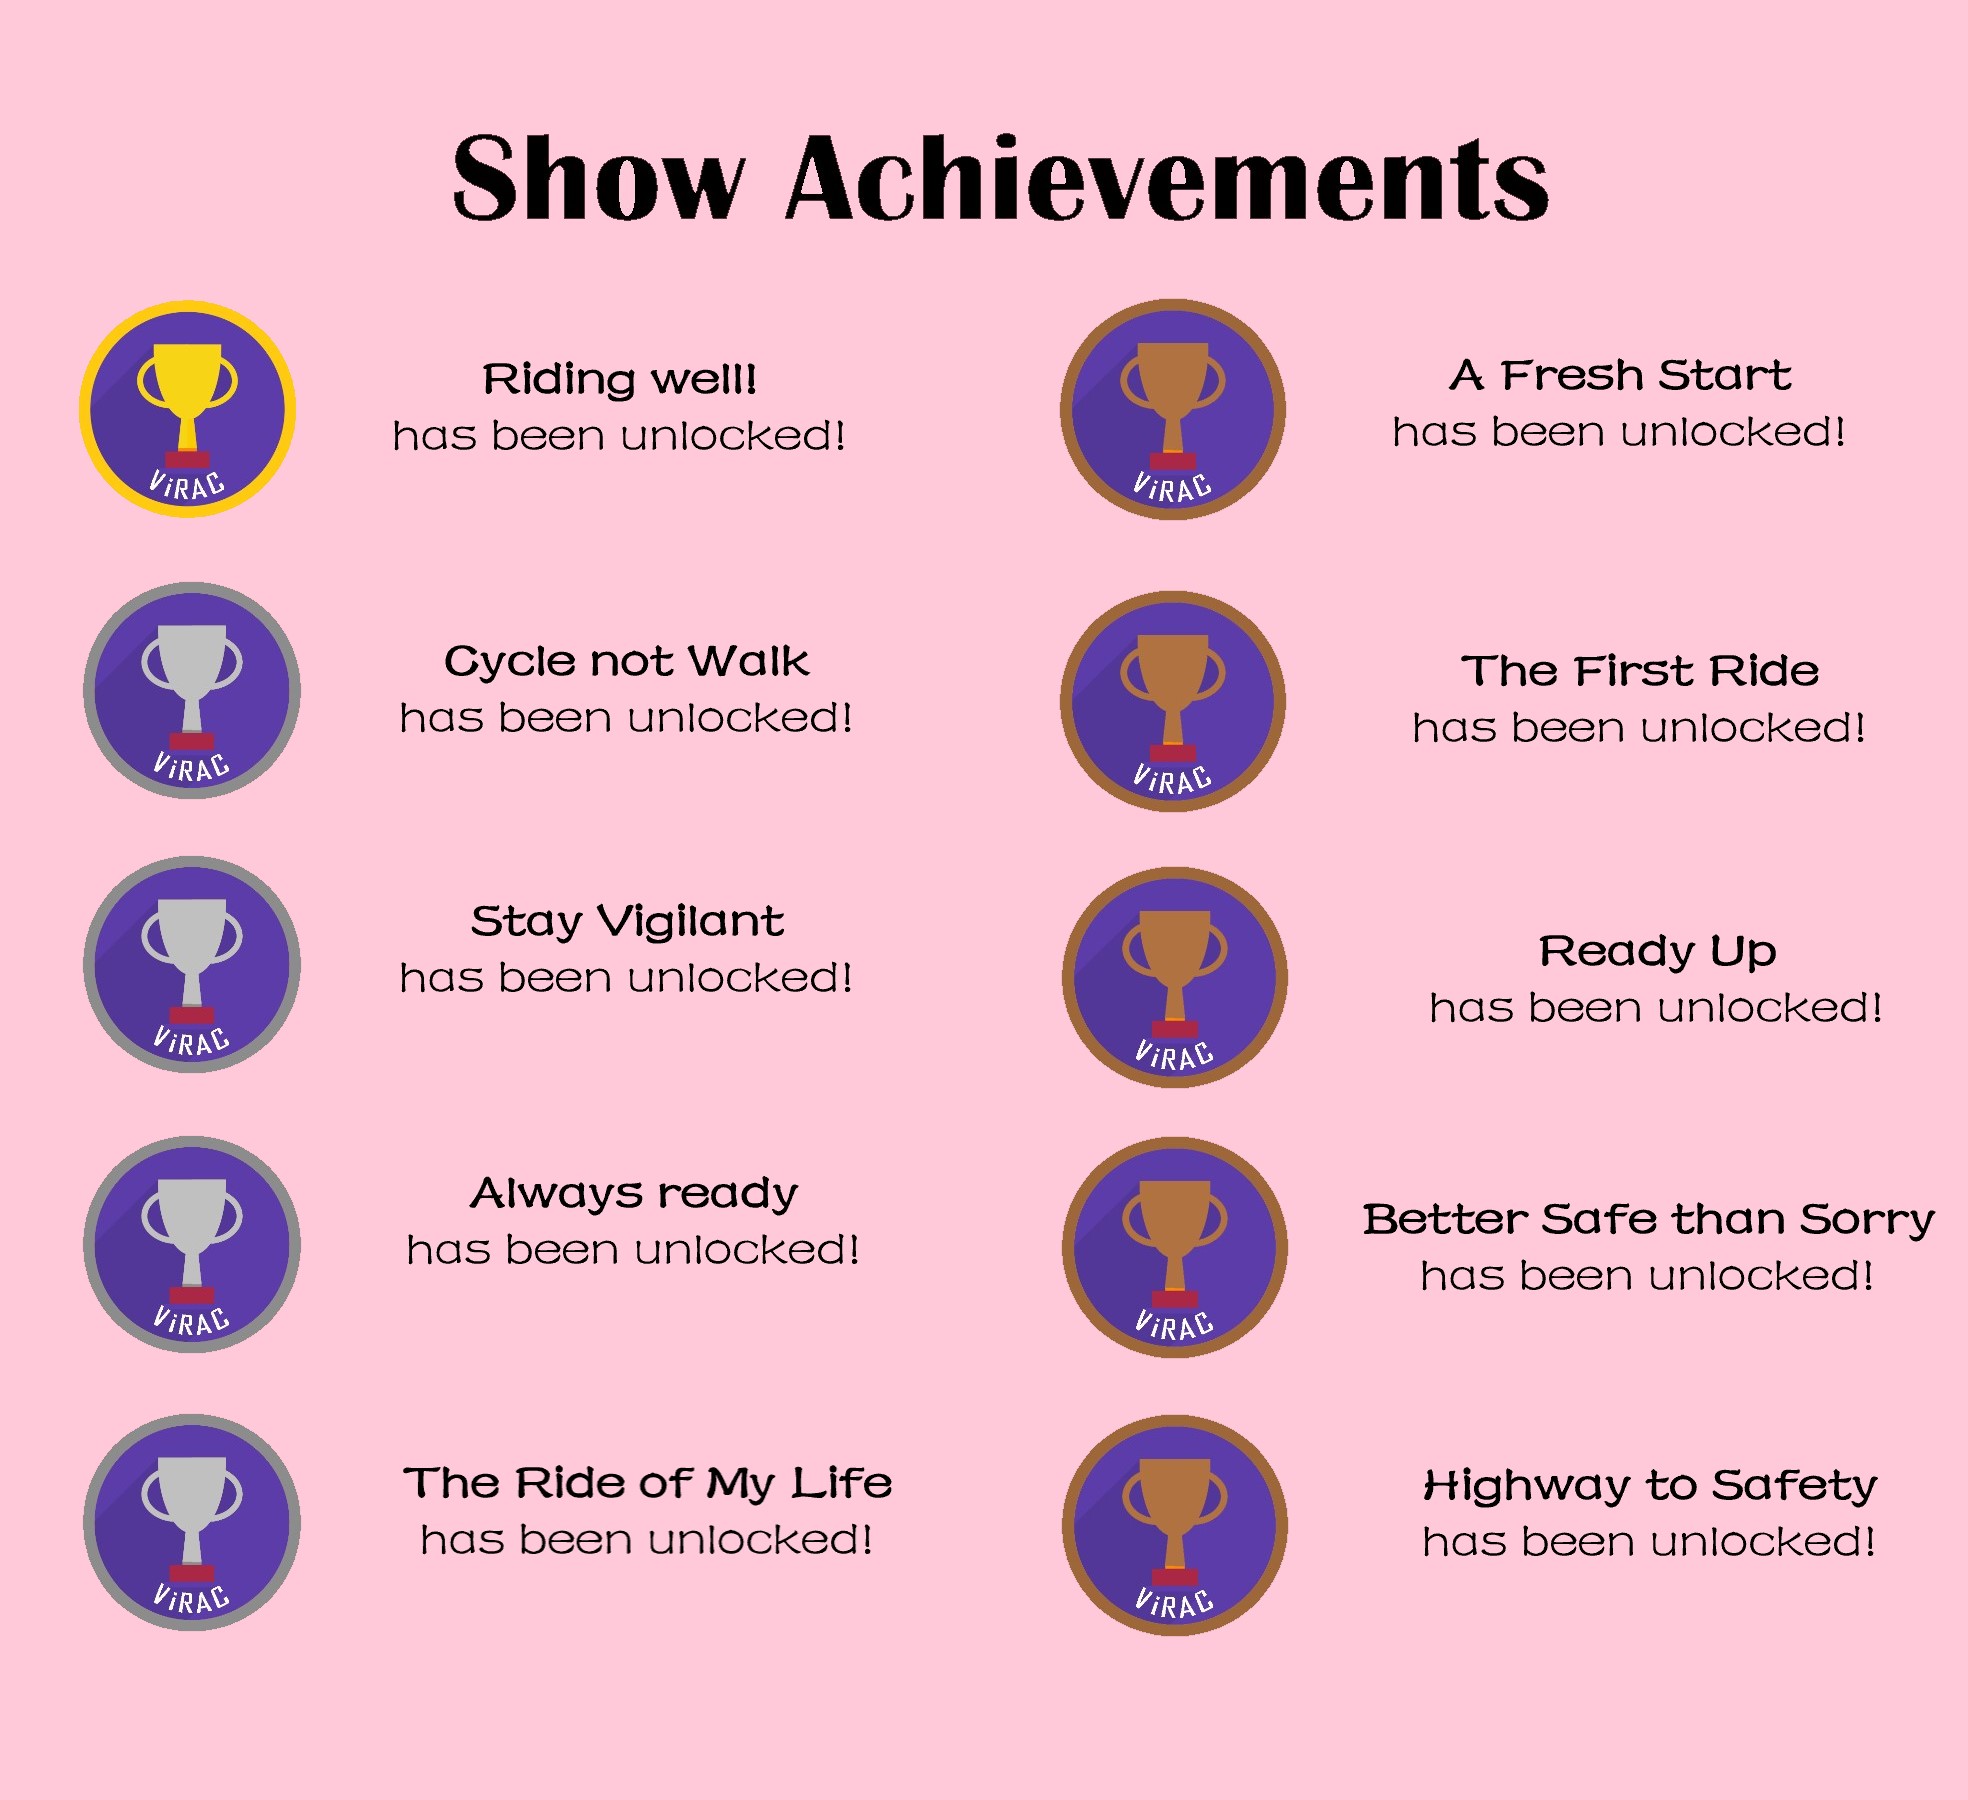 Show Achievements
Riding well!
has been unlocked!
ViRAC
Cycle not Walk
has been unlocked!
ViRAC
Stay Vigilant
has been unlocked!
ViRAC
Always ready
has been unlocked!
ViRAC
The Ride of My Life
has been unlocked!
ViRAC
A Fresh Start
has been unlocked!
ViRAC
The First Ride
has been unlocked!
ViRAC
Ready Up
has been unlocked!
ViRAC
Better Safe than Sorry
has been unlocked!
ViRAC
Highway to Safety
has been unlocked!
ViRAC